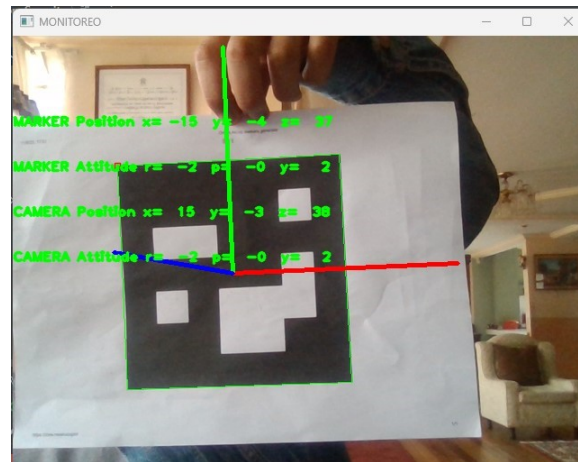 MONITOREO
MARKER Position x= -15 y= -4 z= 37
MARKER Attitude r= -2 p= -0 y= 2
CAMERA Position x= 15 y= -3 z= 38
CAMERA Attitude r= -2 p= -0 y= 2